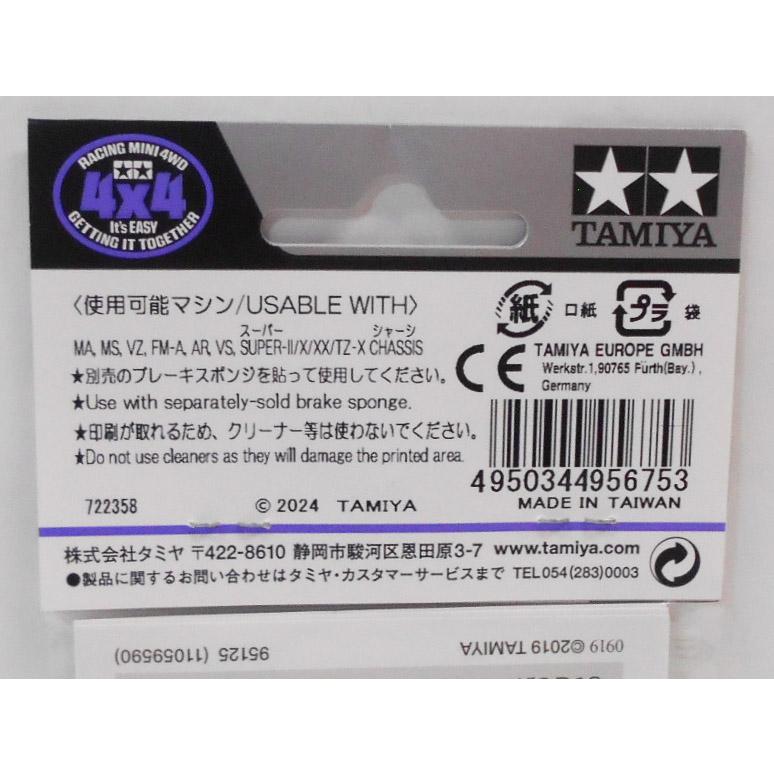 RACING MINI 4WD
4x4
It's EASY
GETTING IT TOGETHER
TAMIYA
〈使用可能マシン/USABLE WITH〉
スーパー シャーシ
MA, MS, VZ, FM-A, AR, VS, SUPER-II/X/XX/TZ-X CHASSIS
★別売のブレーキスポンジを貼って使用してください。
★Use with separately-sold brake sponge.
★印刷が取れるため、クリーナー等は使わないでください。
★Do not use cleaners as they will damage the printed area.
722358 © 2024 TAMIYA
紙 口紙 プラ 袋
CE TAMIYA EUROPE GMBH
Werkstr.1,90765 Fürth(Bay.),
Germany
4950344956753
MADE IN TAIWAN
株式会社タミヤ 〒422-8610 静岡市駿河区恩田原3-7 www.tamiya.com
●製品に関するお問い合わせはタミヤ・カスタマーサービスまで TEL054(283)0003
95125 (11059590) 0919 ©2019 TAMIYA